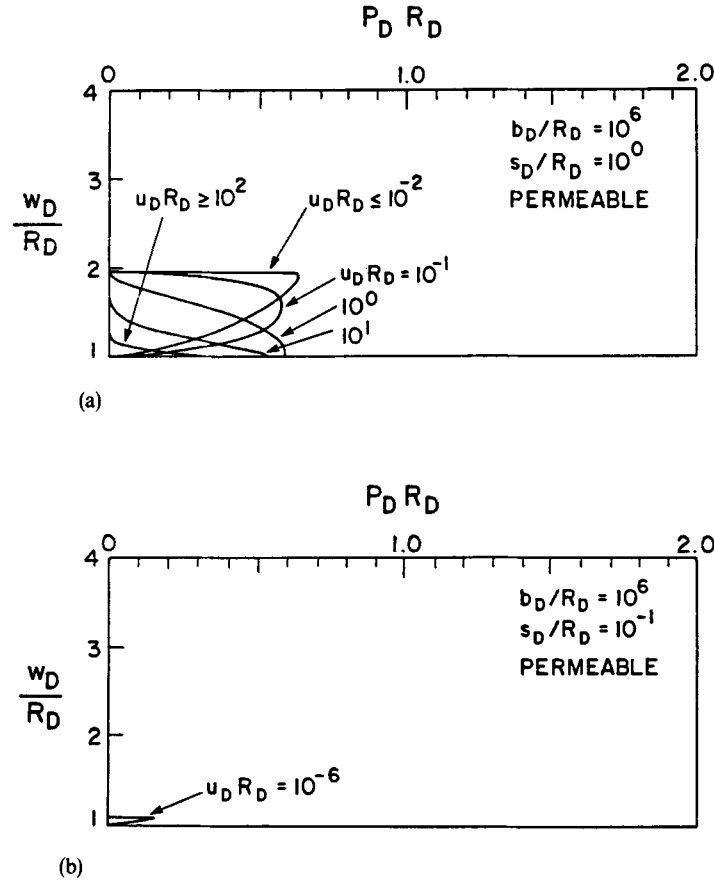 P_D R_D
0 1.0 2.0
4
b_D/R_D = 10^6
s_D/R_D = 10^0
PERMEABLE
3
w_D
R_D
u_D R_D ≥ 10^2
u_D R_D ≤ 10^-2
2
u_D R_D = 10^-1
10^0
10^1
1
(a)
P_D R_D
0 1.0 2.0
4
b_D/R_D = 10^6
s_D/R_D = 10^-1
PERMEABLE
3
w_D
R_D
2
u_D R_D = 10^-6
1
(b)